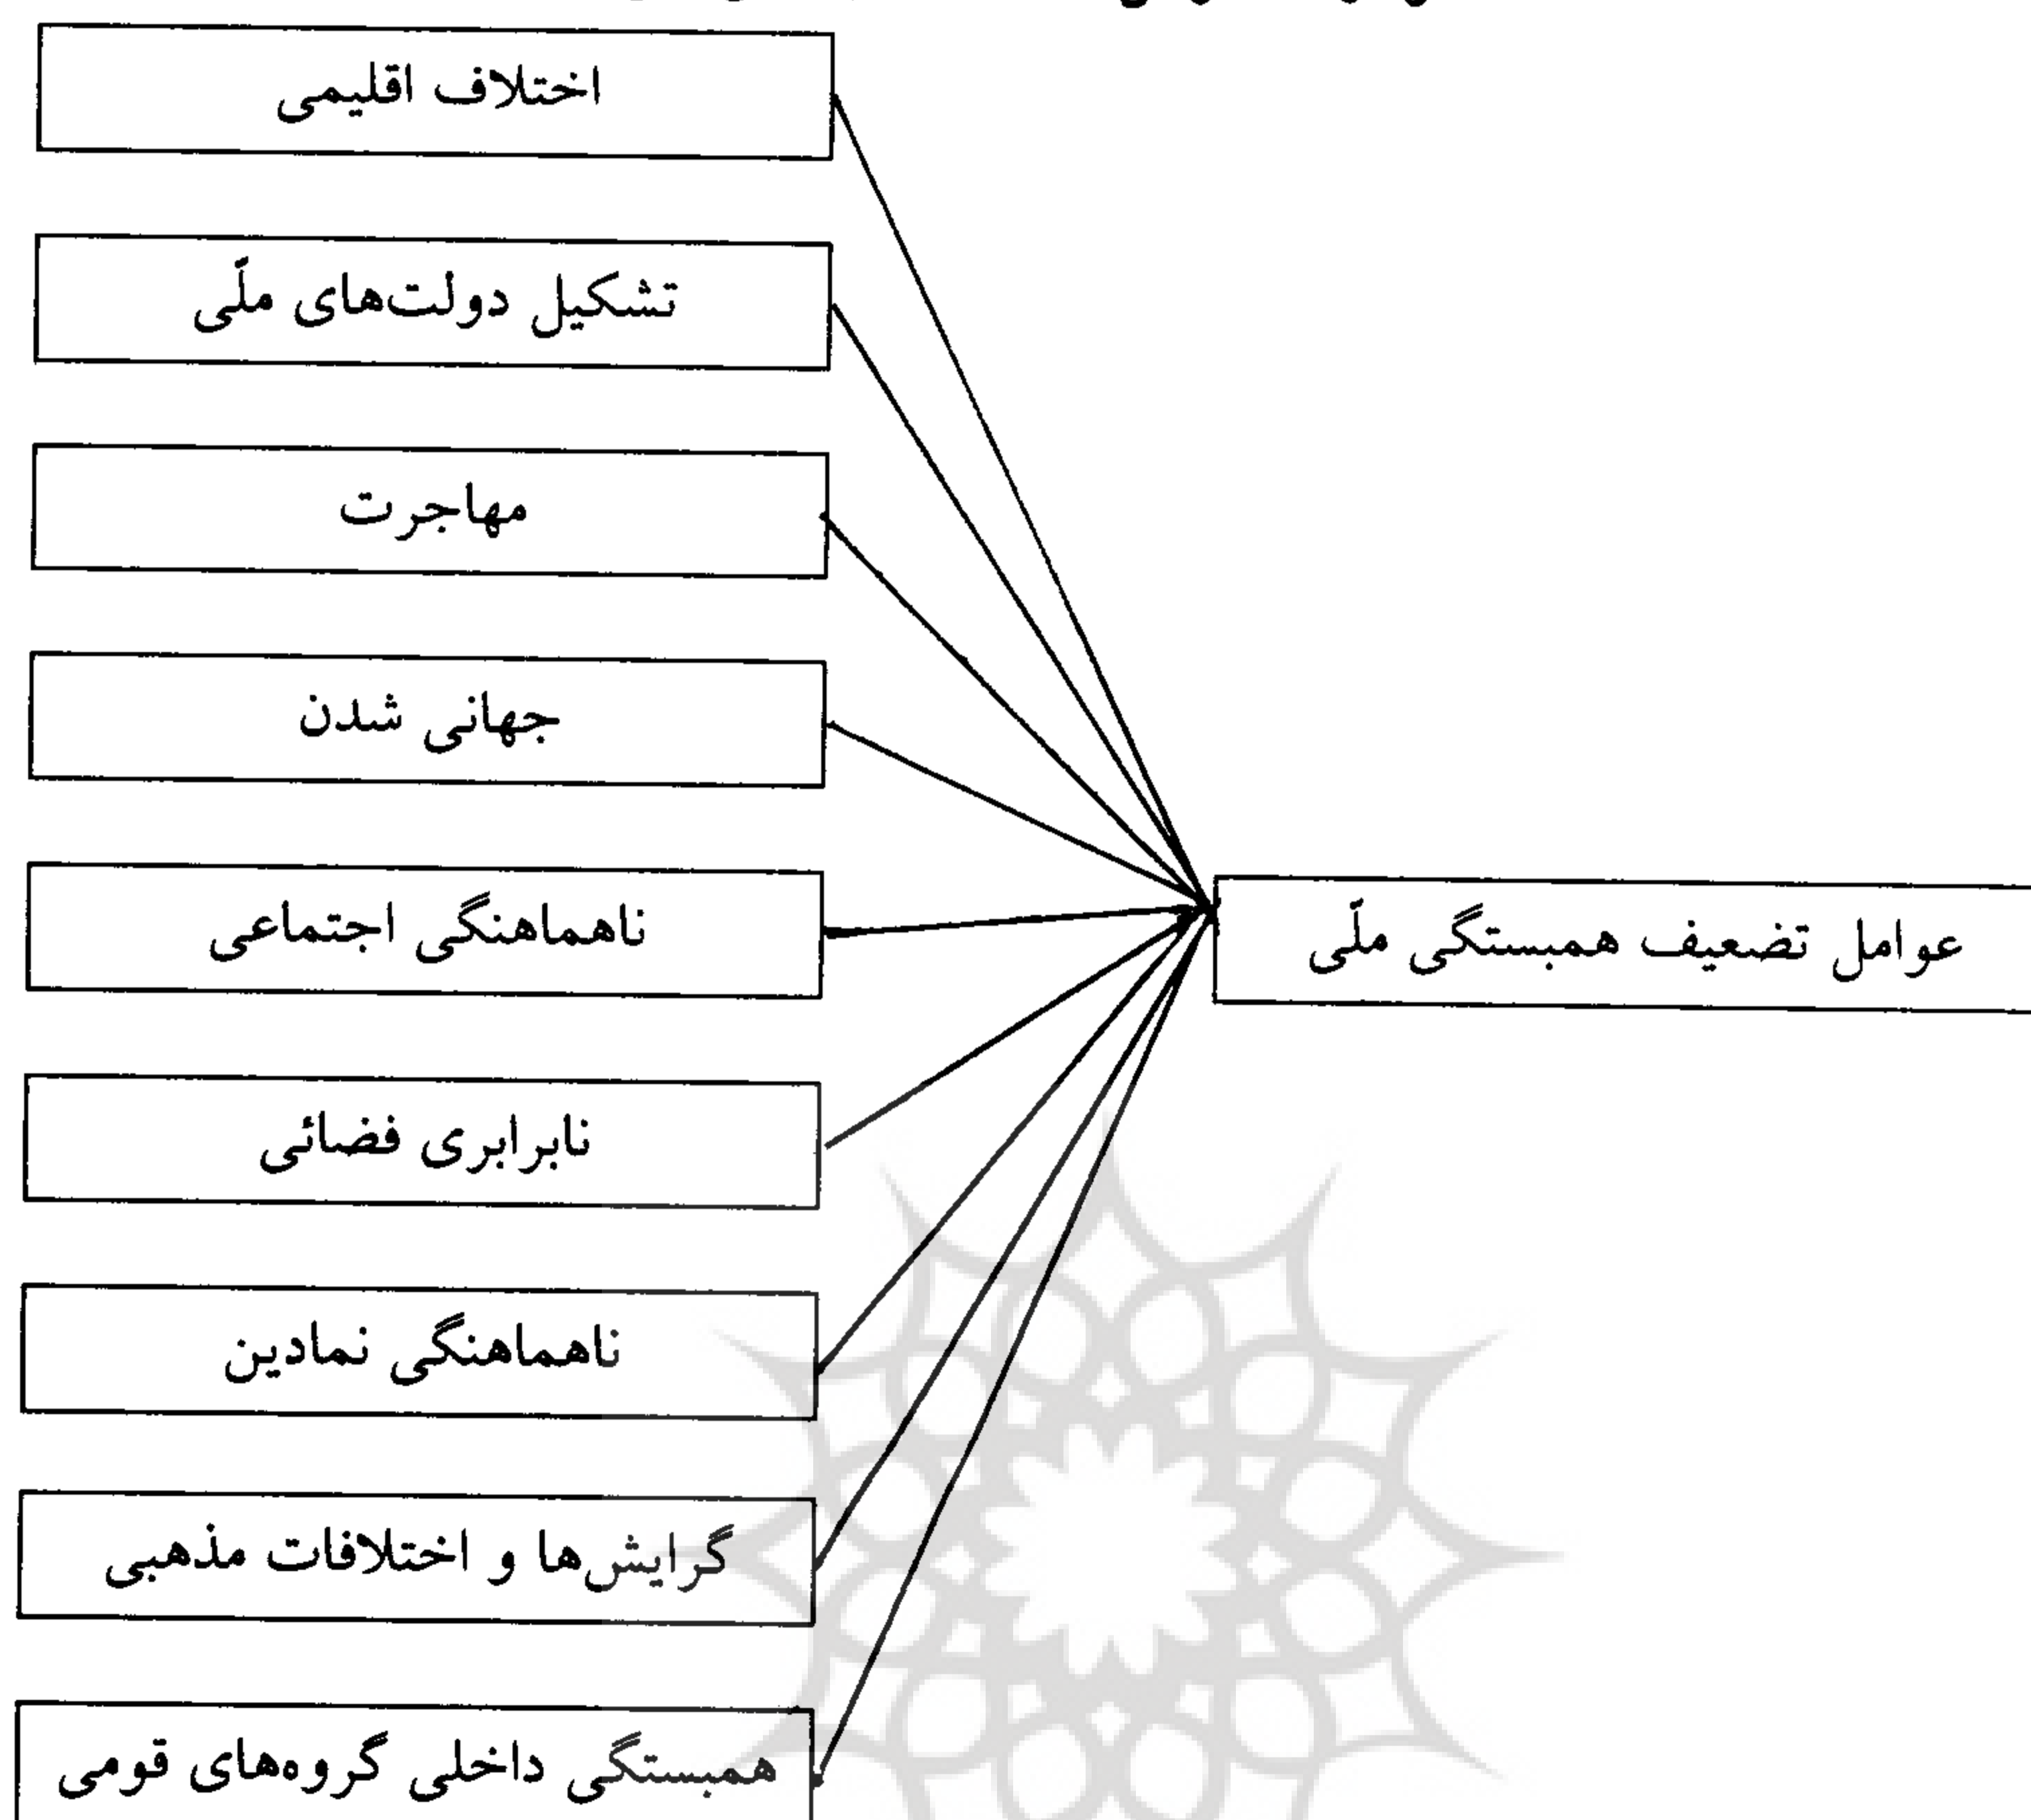 اختلاف اقلیمی
تشکیل دولت‌های ملّی
مهاجرت
جهانی شدن
ناهماهنگی اجتماعی
عوامل تضعیف همبستگی ملّی
نابرابری فضائی
ناهماهنگی نمادین
گرایش‌ها و اختلافات مذهبی
همبستگی داخلی گروه‌های قومی